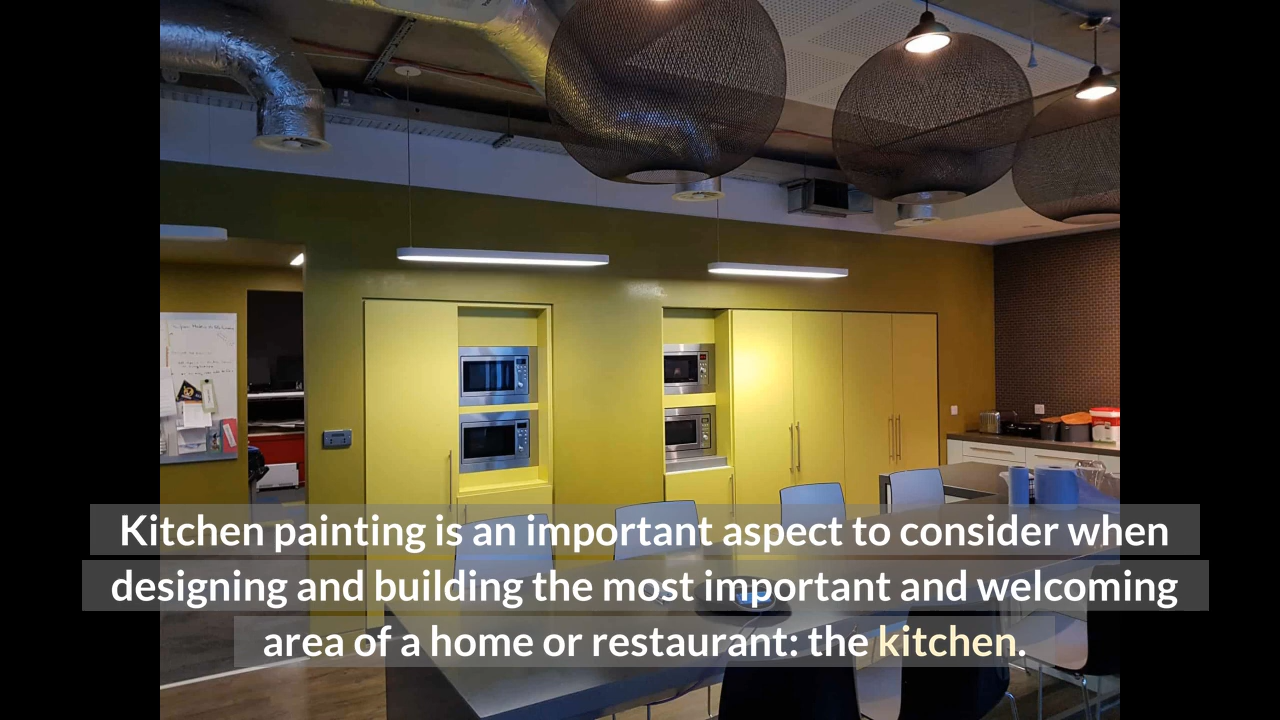 Kitchen painting is an important aspect to consider when
designing and building the most important and welcoming
area of a home or restaurant: the kitchen.